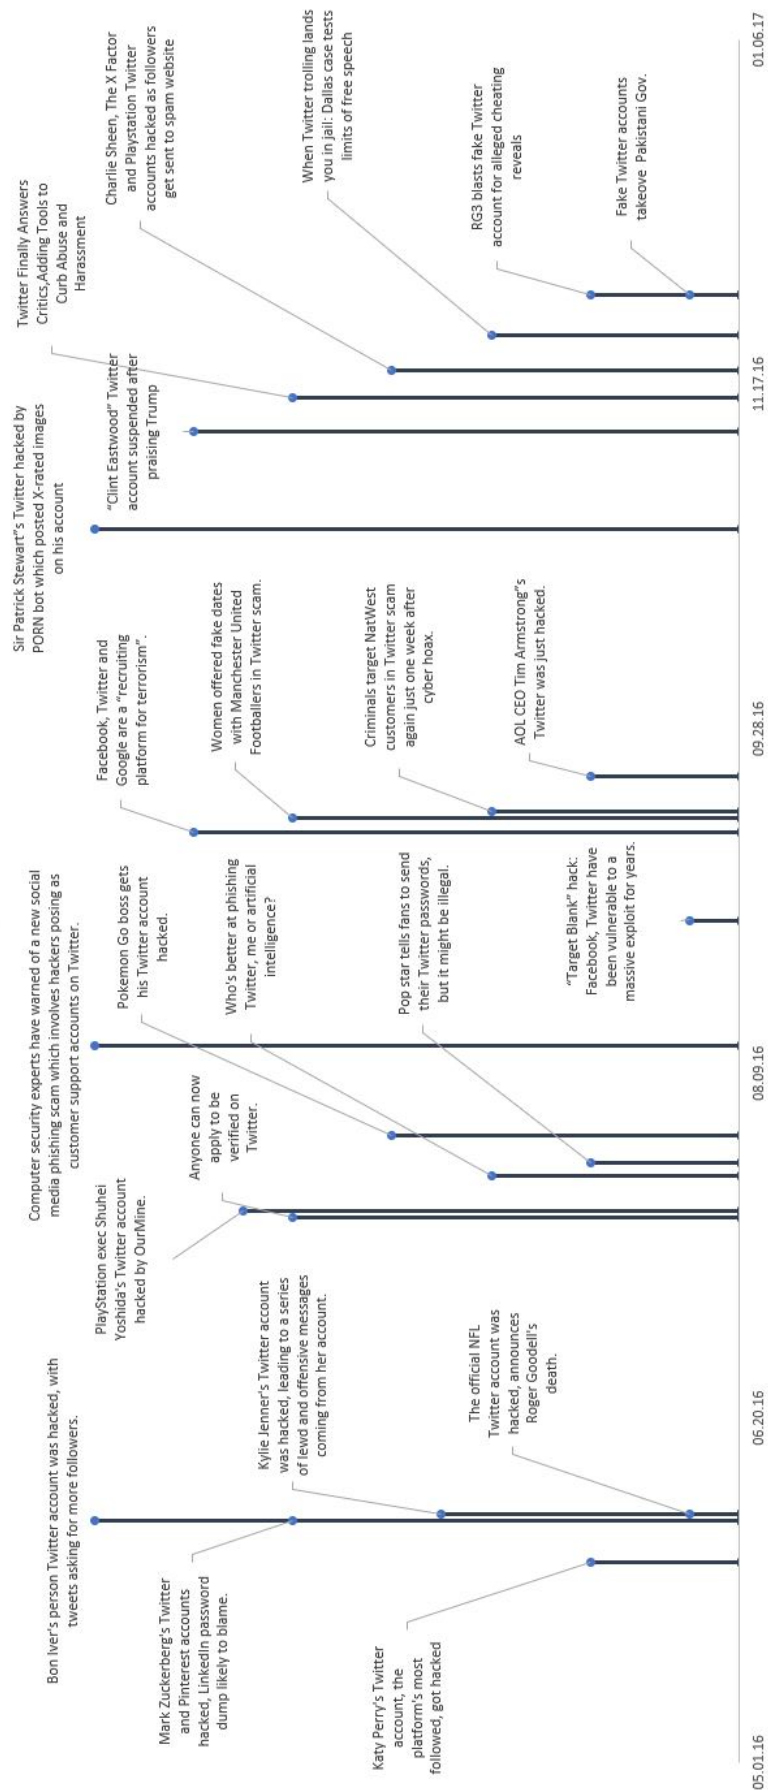 Bon Iver's person Twitter account was hacked, with
tweets asking for more followers.
Mark Zuckerberg's Twitter
and Pinterest accounts
hacked, LinkedIn password
dump likely to blame.
Katy Perry's Twitter
account, the
platform's most
followed, got hacked
Kylie Jenner's Twitter account
was hacked, leading to a series
of lewd and offensive messages
coming from her account.
The official NFL
Twitter account was
hacked, announces
Roger Goodell's
death.
PlayStation exec Shuhei
Yoshida's Twitter account
hacked by OurMine.
Anyone can now
apply to be
verified on
Twitter.
Computer security experts have warned of a new social
media phishing scam which involves hackers posing as
customer support accounts on Twitter.
Pokemon Go boss gets
his Twitter account
hacked.
Who's better at phishing
Twitter, me or artificial
intelligence?
Pop star tells fans to send
their Twitter passwords,
but it might be illegal.
"Target Blank" hack:
Facebook, Twitter have
been vulnerable to a
massive exploit for years.
Facebook, Twitter and
Google are a "recruiting
platform for terrorism".
Women offered fake dates
with Manchester United
Footballers in Twitter scam.
Criminals target NatWest
customers in Twitter scam
again just one week after
cyber hoax.
AOL CEO Tim Armstrong"s
Twitter was just hacked.
Sir Patrick Stewart"s Twitter hacked by
PORN bot which posted X-rated images
on his account
"Clint Eastwood" Twitter
account suspended after
praising Trump
Twitter Finally Answers
Critics,Adding Tools to
Curb Abuse and
Harassment
Charlie Sheen, The X Factor
and Playstation Twitter
accounts hacked as followers
get sent to spam website
When Twitter trolling lands
you in jail: Dallas case tests
limits of free speech
RG3 blasts fake Twitter
account for alleged cheating
reveals
Fake Twitter accounts
takeove Pakistani Gov.
05.01.16
06.20.16
08.09.16
09.28.16
11.17.16
01.06.17